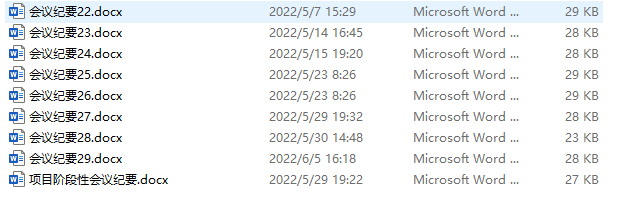 会议纪要22.docx 2022/5/7 15:29 Microsoft Word ... 29 KB
会议纪要23.docx 2022/5/14 16:45 Microsoft Word ... 28 KB
会议纪要24.docx 2022/5/15 19:20 Microsoft Word ... 28 KB
会议纪要25.docx 2022/5/23 8:26 Microsoft Word ... 29 KB
会议纪要26.docx 2022/5/23 8:26 Microsoft Word ... 29 KB
会议纪要27.docx 2022/5/29 19:32 Microsoft Word ... 28 KB
会议纪要28.docx 2022/5/30 14:48 Microsoft Word ... 23 KB
会议纪要29.docx 2022/6/5 16:18 Microsoft Word ... 28 KB
项目阶段性会议纪要.docx 2022/5/29 19:22 Microsoft Word ... 27 KB